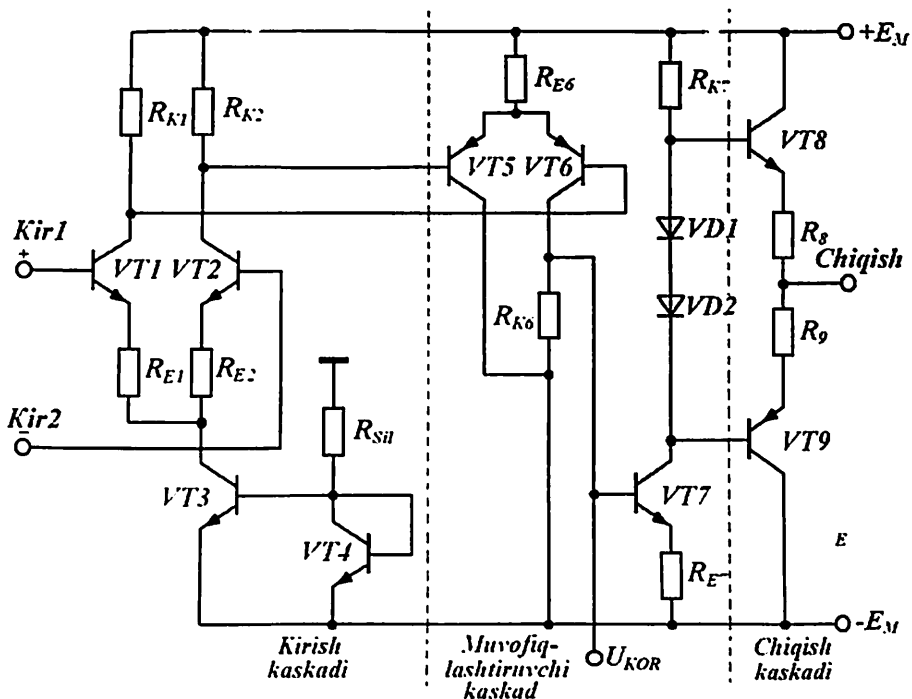 +E_M
R_K1
R_K2
R_E6
R_K7
VT8
VT5
VT6
Kir1
+
VT1
VT2
VD1
R_8
Chiqish
VD2
R_K6
R_9
R_E1
R_E2
Kir2
-
R_Sil
VT9
VT3
VT7
VT4
E
R_E7
-E_M
Kirish
kaskadi
Muvofiq-
lashtiruvchi
kaskad
U_KOR
Chiqish
kaskadi